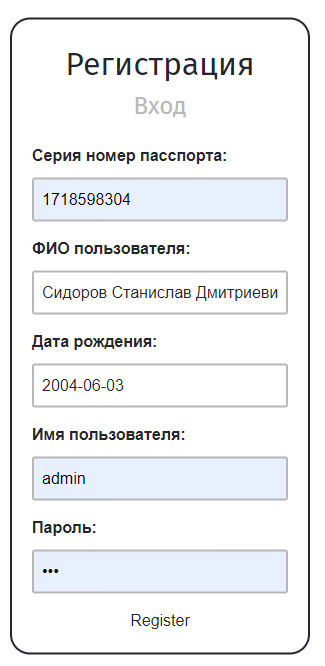 Регистрация
Вход
Серия номер пасспорта:
1718598304
ФИО пользователя:
Сидоров Станислав Дмитриеви
Дата рождения:
2004-06-03
Имя пользователя:
admin
Пароль:
•••
Register